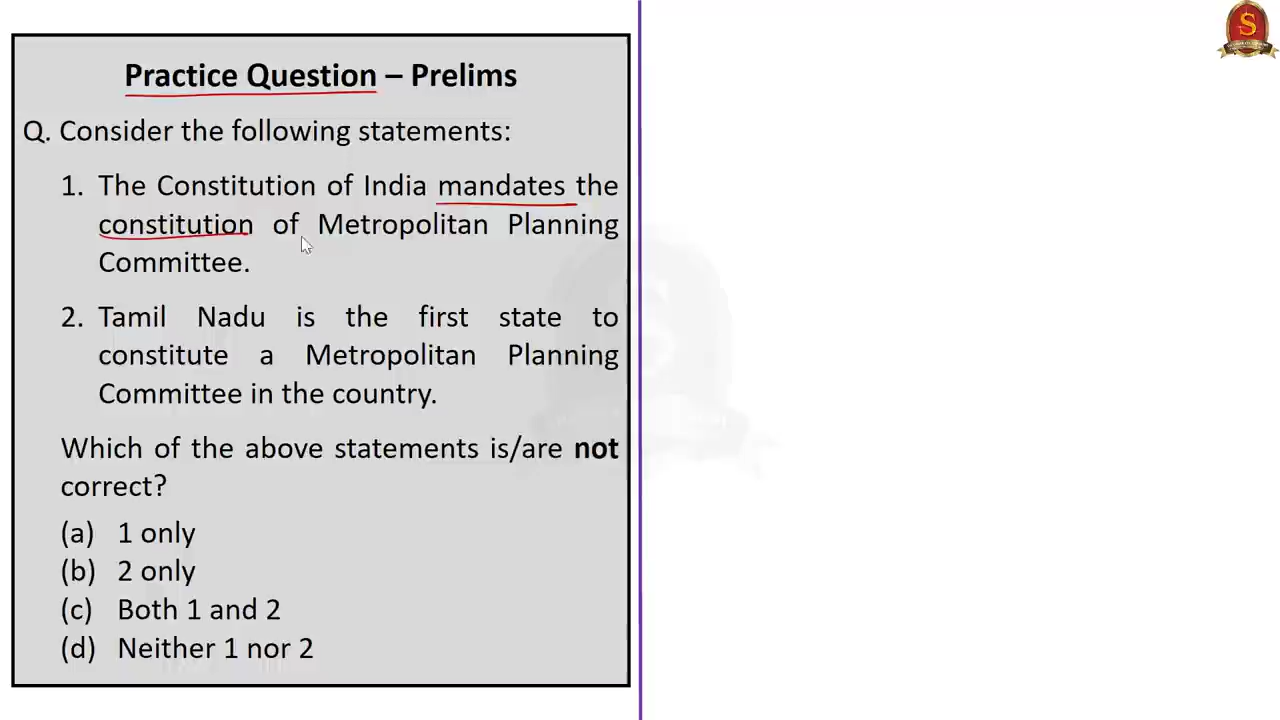 Practice Question – Prelims
Q. Consider the following statements:
1. The Constitution of India mandates the
constitution of Metropolitan Planning
Committee.
2. Tamil Nadu is the first state to
constitute a Metropolitan Planning
Committee in the country.
Which of the above statements is/are not
correct?
(a) 1 only
(b) 2 only
(c) Both 1 and 2
(d) Neither 1 nor 2
S